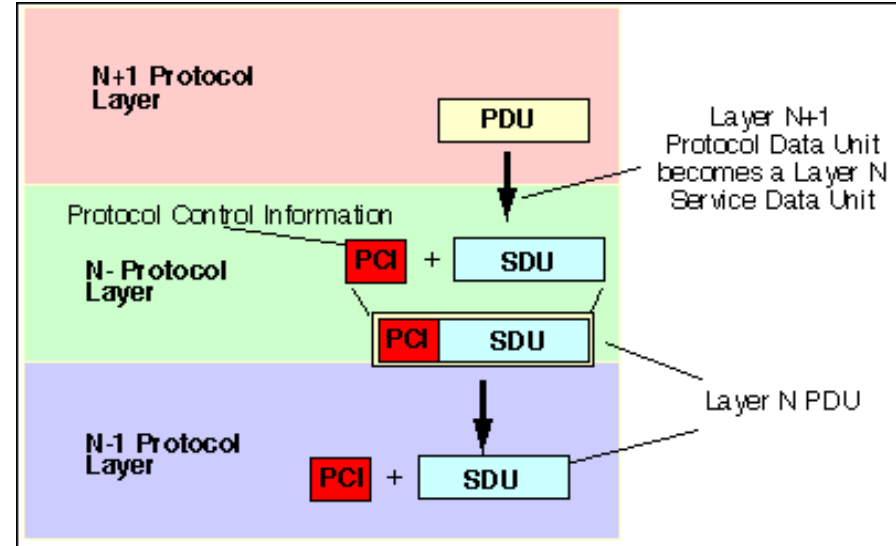 N+1 Protocol
Layer
PDU
Layer N+1
Protocol Data Unit
becomes a Layer N
Service Data Unit
Protocol Control Information
N- Protocol
Layer
PCI + SDU
PCI SDU
Layer N PDU
N-1 Protocol
Layer
PCI + SDU